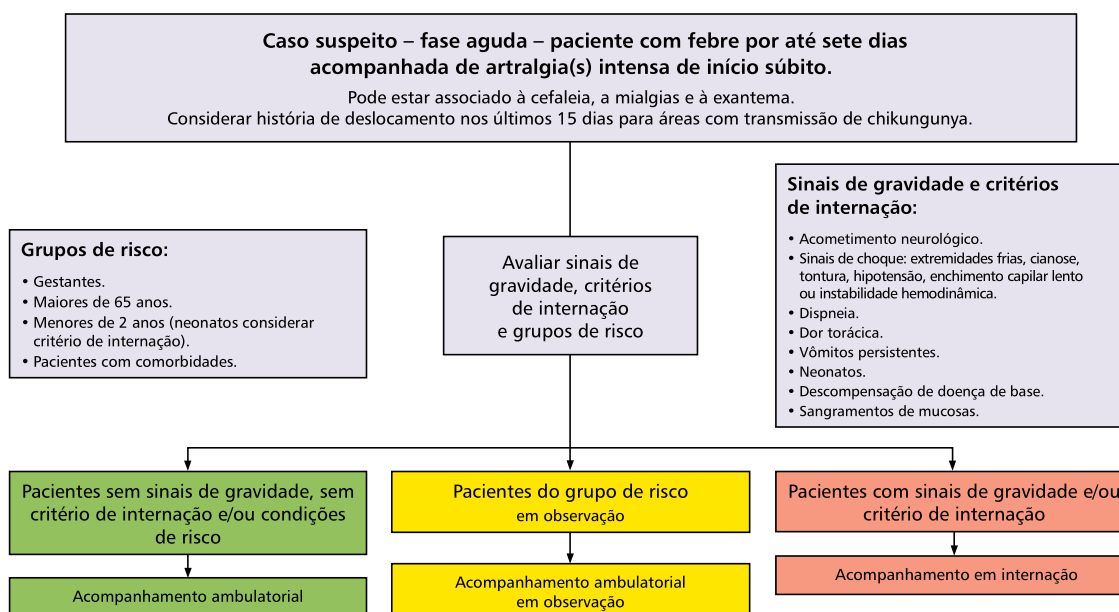 Caso suspeito – fase aguda – paciente com febre por até sete dias
acompanhada de artralgia(s) intensa de início súbito.
Pode estar associado à cefaleia, a mialgias e à exantema.
Considerar história de deslocamento nos últimos 15 dias para áreas com transmissão de chikungunya.
Grupos de risco:
• Gestantes.
• Maiores de 65 anos.
• Menores de 2 anos (neonatos considerar
critério de internação).
• Pacientes com comorbidades.
Avaliar sinais de
gravidade, critérios
de internação
e grupos de risco
Sinais de gravidade e critérios
de internação:
• Acometimento neurológico.
• Sinais de choque: extremidades frias, cianose,
tontura, hipotensão, enchimento capilar lento
ou instabilidade hemodinâmica.
• Dispneia.
• Dor torácica.
• Vômitos persistentes.
• Neonatos.
• Descompensação de doença de base.
• Sangramentos de mucosas.
Pacientes sem sinais de gravidade, sem
critério de internação e/ou condições
de risco
Acompanhamento ambulatorial
Pacientes do grupo de risco
em observação
Acompanhamento ambulatorial
em observação
Pacientes com sinais de gravidade e/ou
critério de internação
Acompanhamento em internação